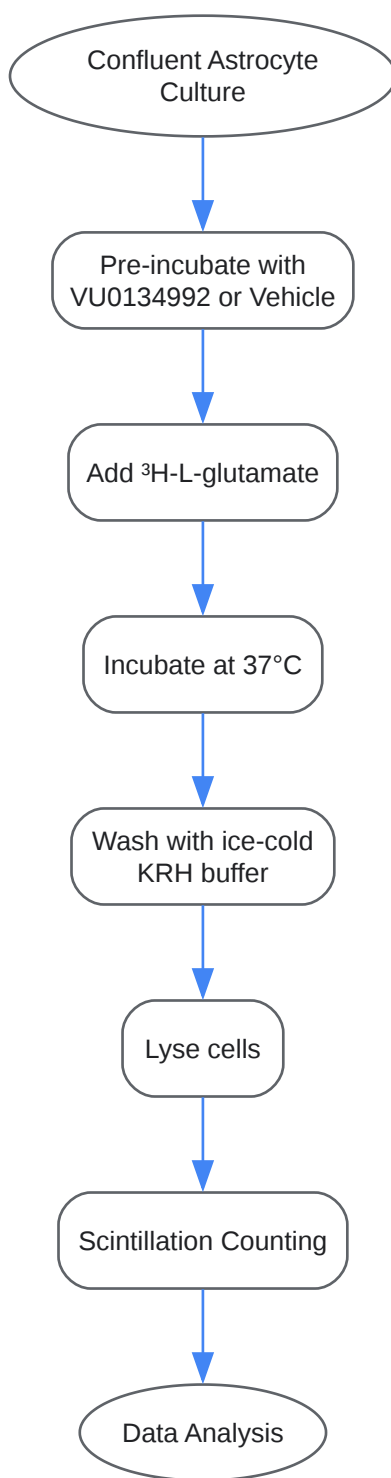 Confluent Astrocyte
Culture
Pre-incubate with
VU0134992 or Vehicle
Add ³H-L-glutamate
Incubate at 37°C
Wash with ice-cold
KRH buffer
Lyse cells
Scintillation Counting
Data Analysis